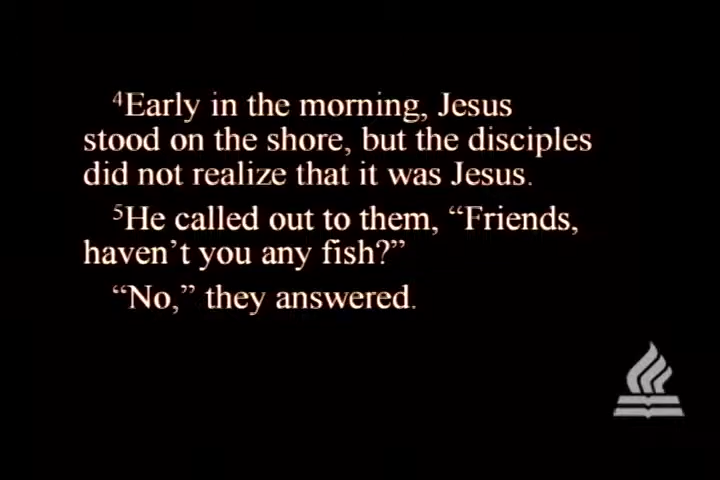 ⁴Early in the morning, Jesus
stood on the shore, but the disciples
did not realize that it was Jesus.
⁵He called out to them, “Friends,
haven’t you any fish?”
“No,” they answered.